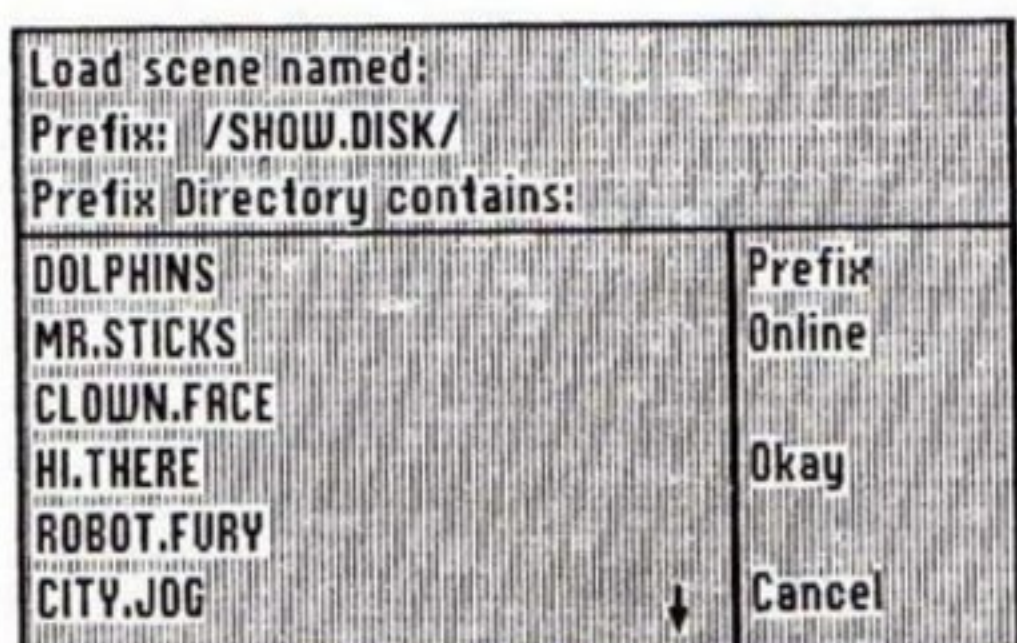 Load scene named:
Prefix: /SHOW.DISK/
Prefix Directory contains:
DOLPHINS
MR.STICKS
CLOWN.FACE
HI.THERE
ROBOT.FURY
CITY.JOG
Prefix
Online
Okay
Cancel